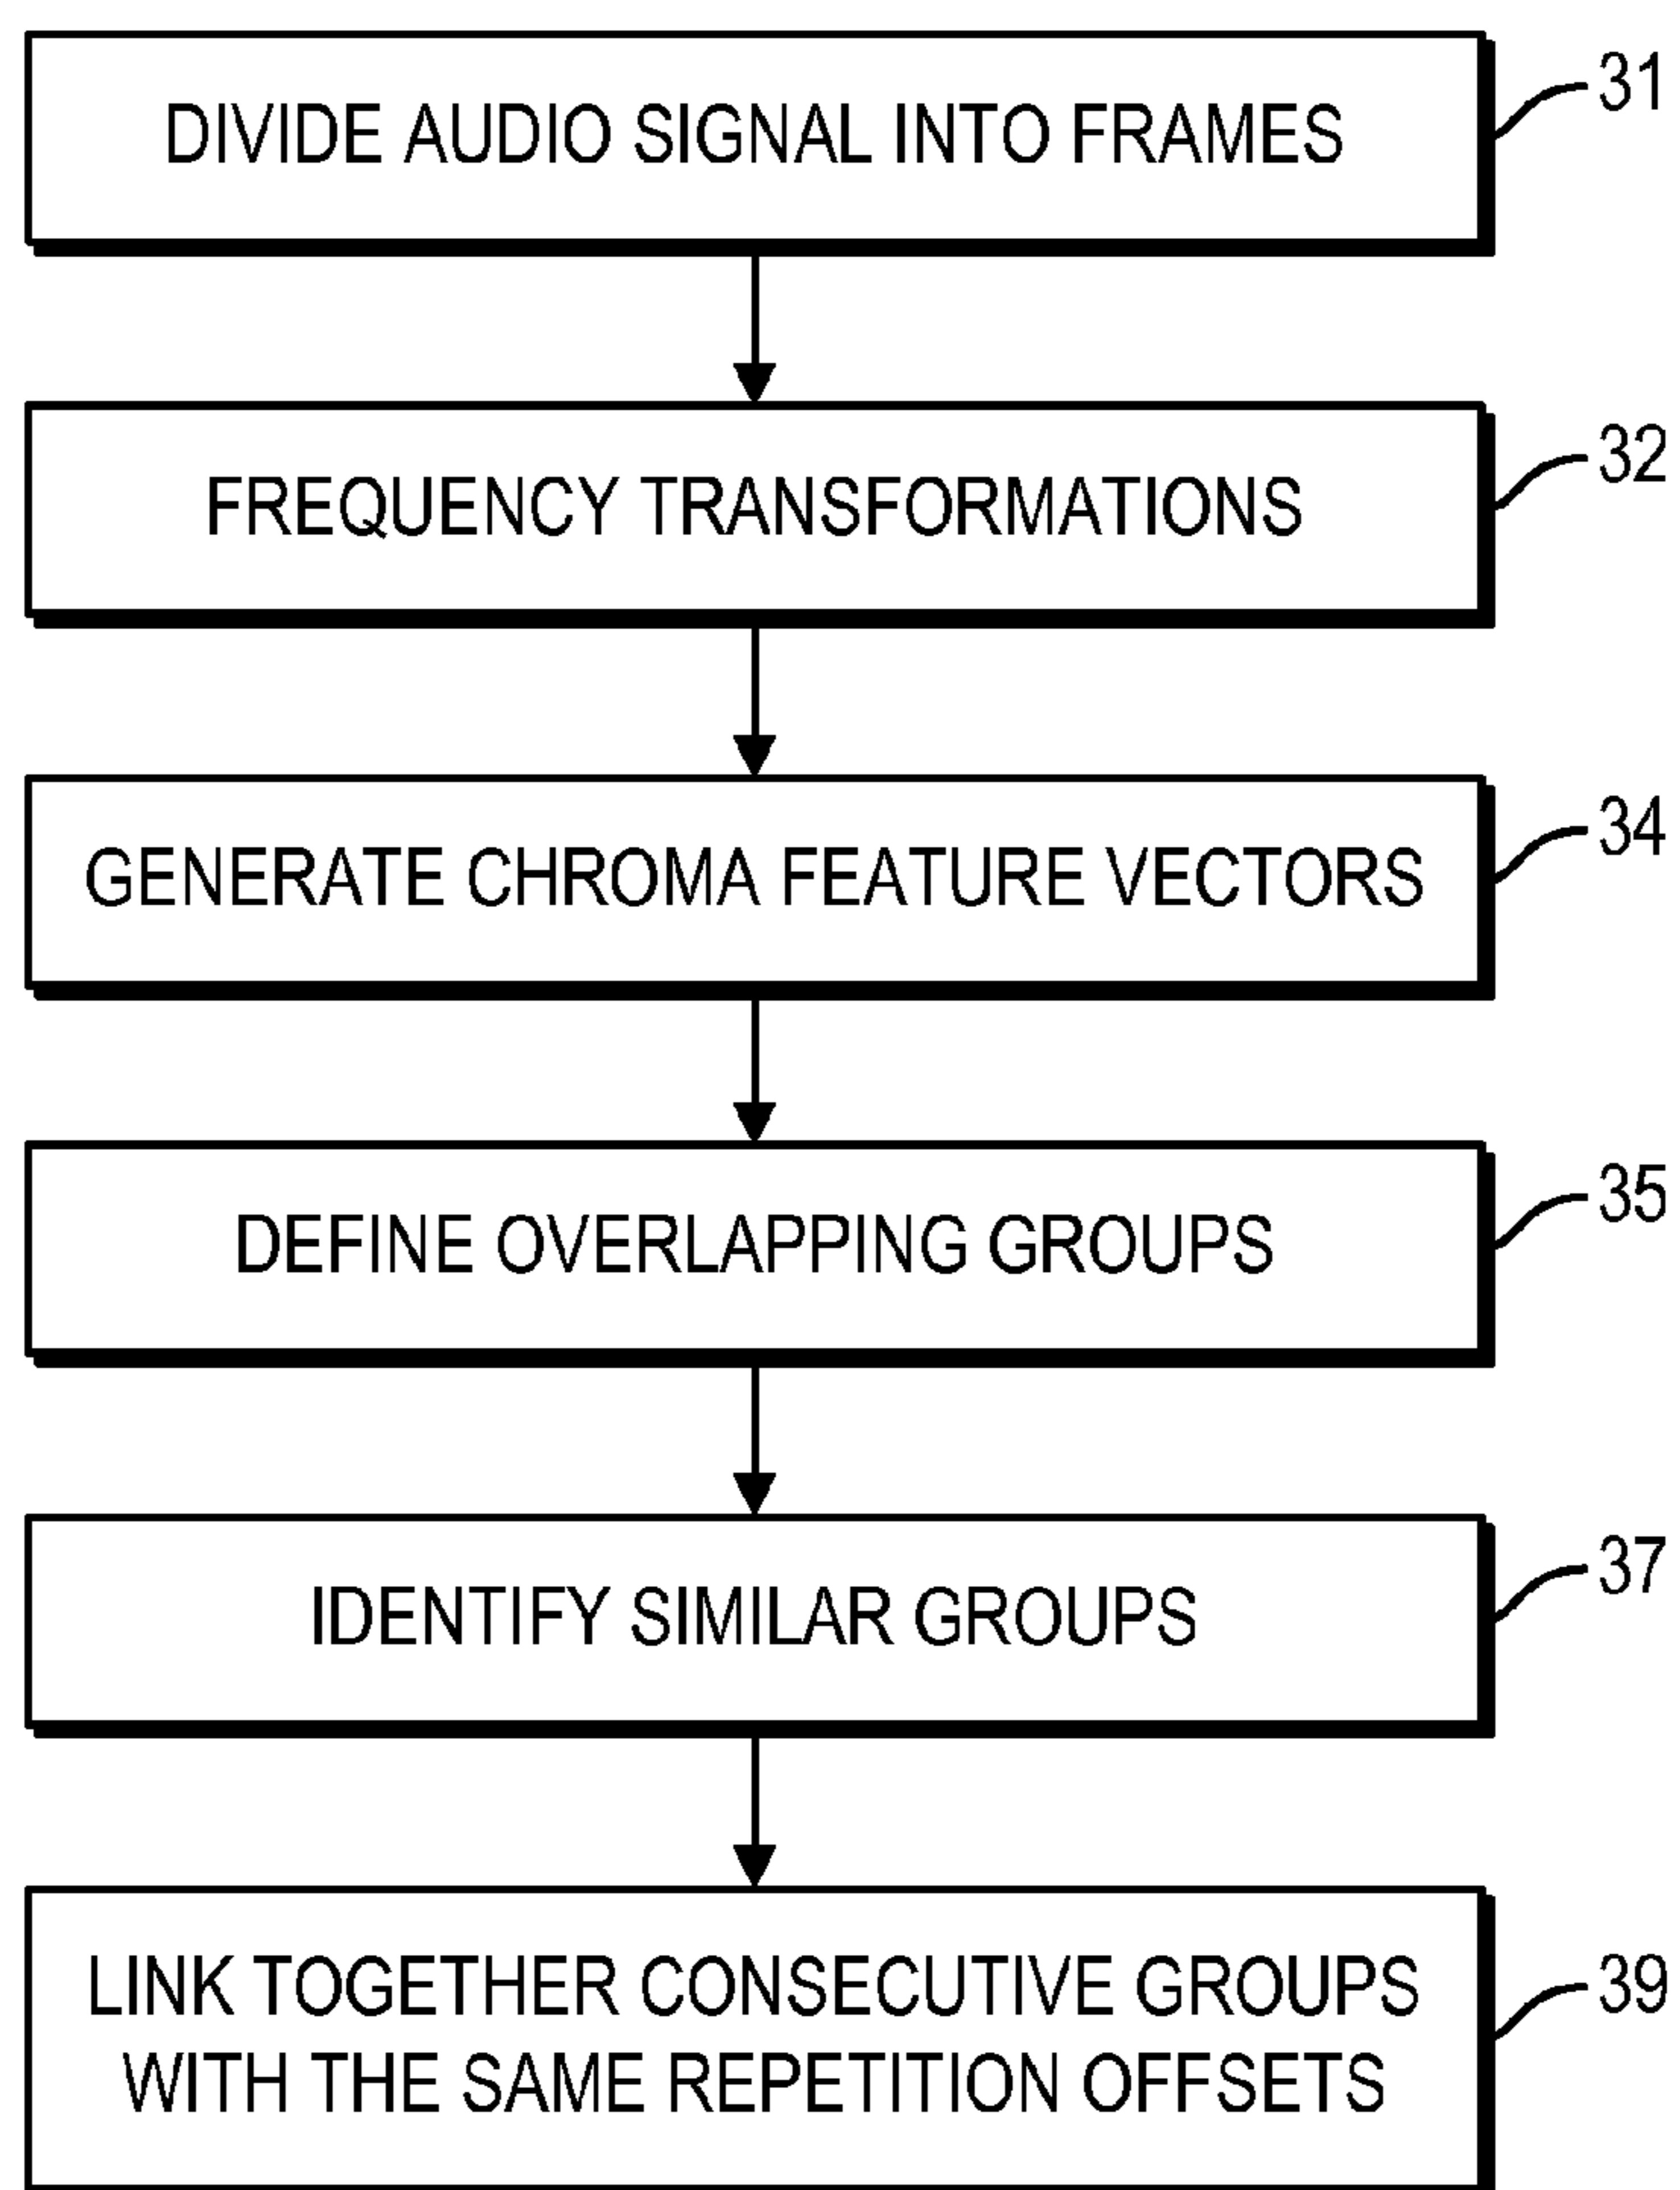 DIVIDE AUDIO SIGNAL INTO FRAMES
31
FREQUENCY TRANSFORMATIONS
32
GENERATE CHROMA FEATURE VECTORS
34
DEFINE OVERLAPPING GROUPS
35
IDENTIFY SIMILAR GROUPS
37
LINK TOGETHER CONSECUTIVE GROUPS
WITH THE SAME REPETITION OFFSETS
39